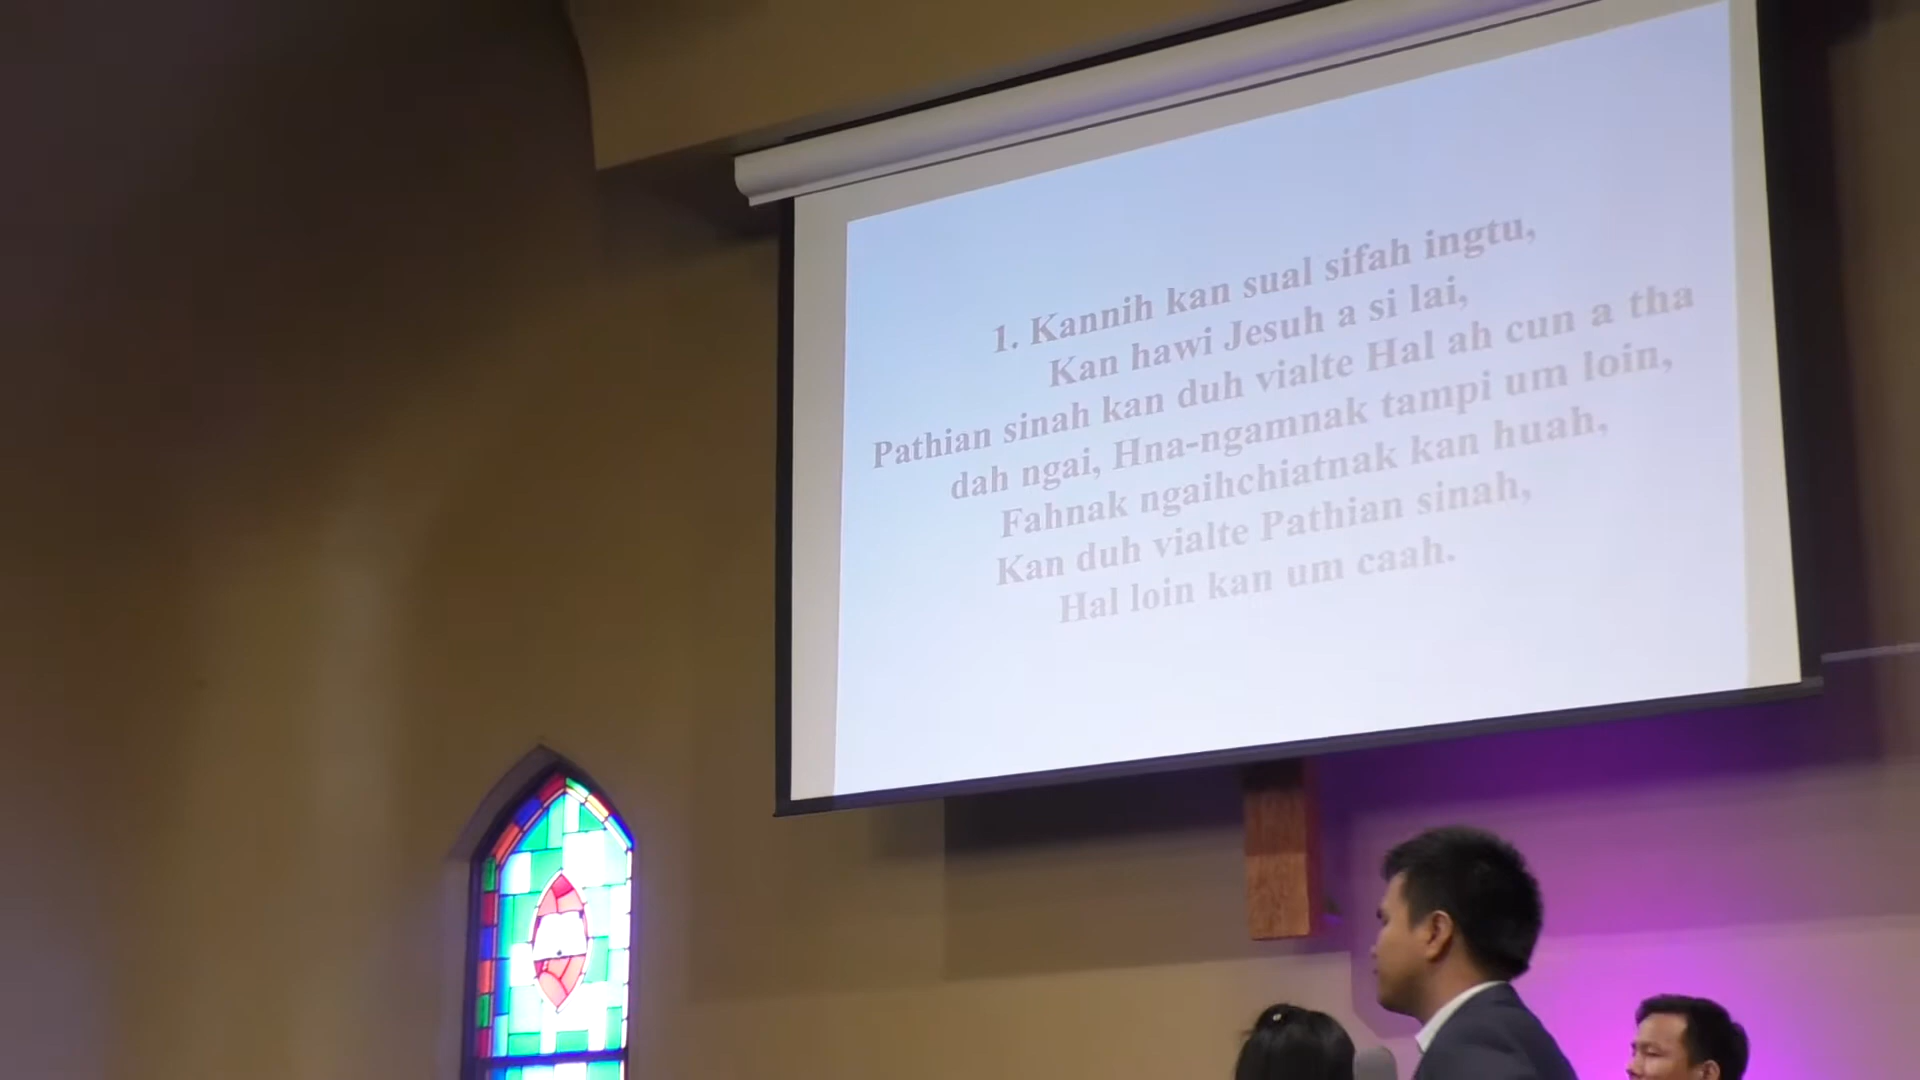 1. Kannih kan sual sifah ingtu,
Kan hawi Jesuh a si lai,
Pathian sinah kan duh vialte Hal ah cun a tha
dah ngai, Hna-ngamnak tampi um loin,
Fahnak ngaihchiatnak kan huah,
Kan duh vialte Pathian sinah,
Hal loin kan um caah.